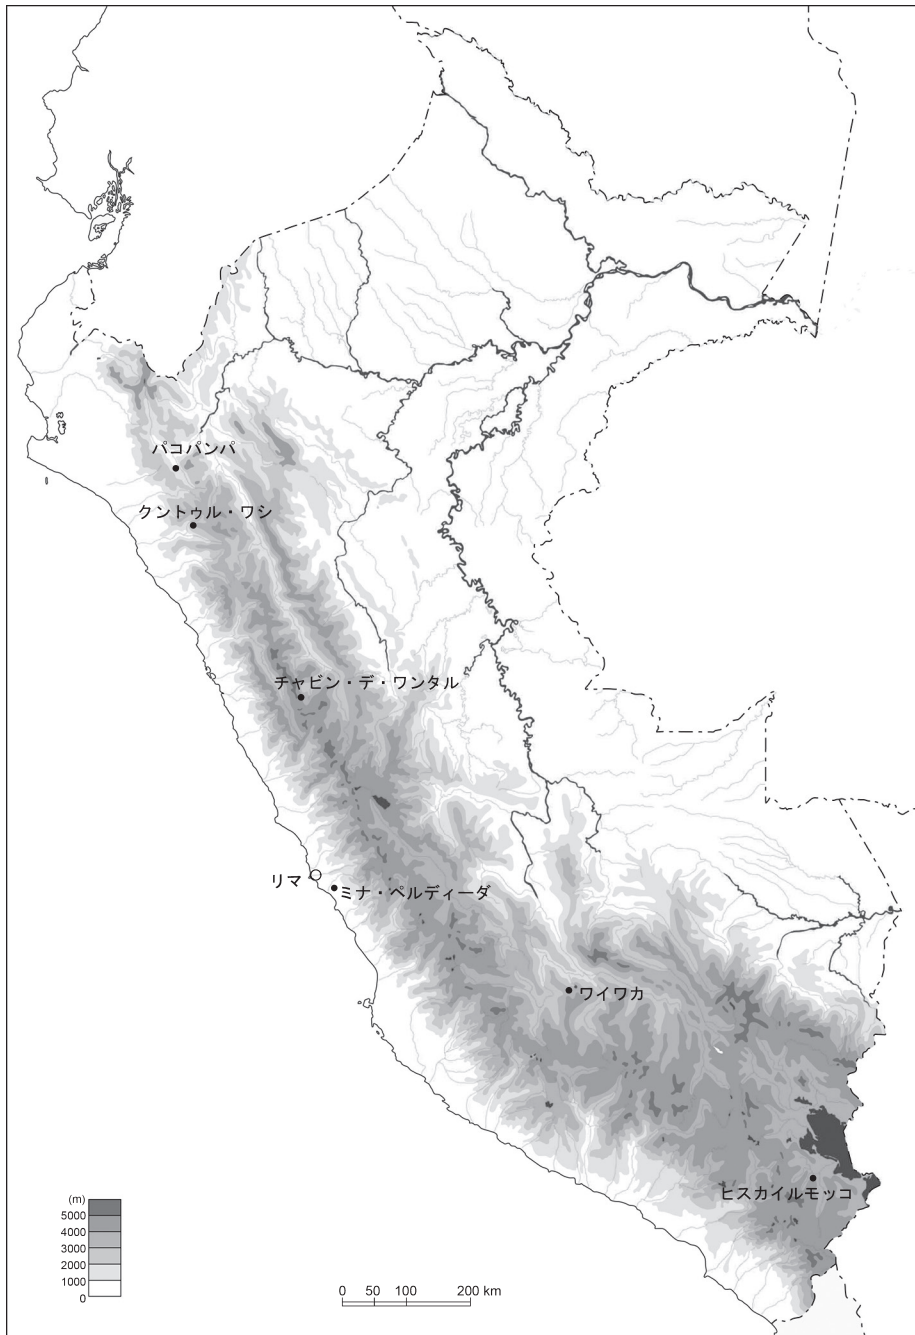 パコパンパ
クントゥル・ワシ
チャビン・デ・ワンタル
リマ
ミナ・ペルディーダ
ワイワカ
ヒスカイルモッコ
(m)
5000
4000
3000
2000
1000
0
0 50 100 200 km